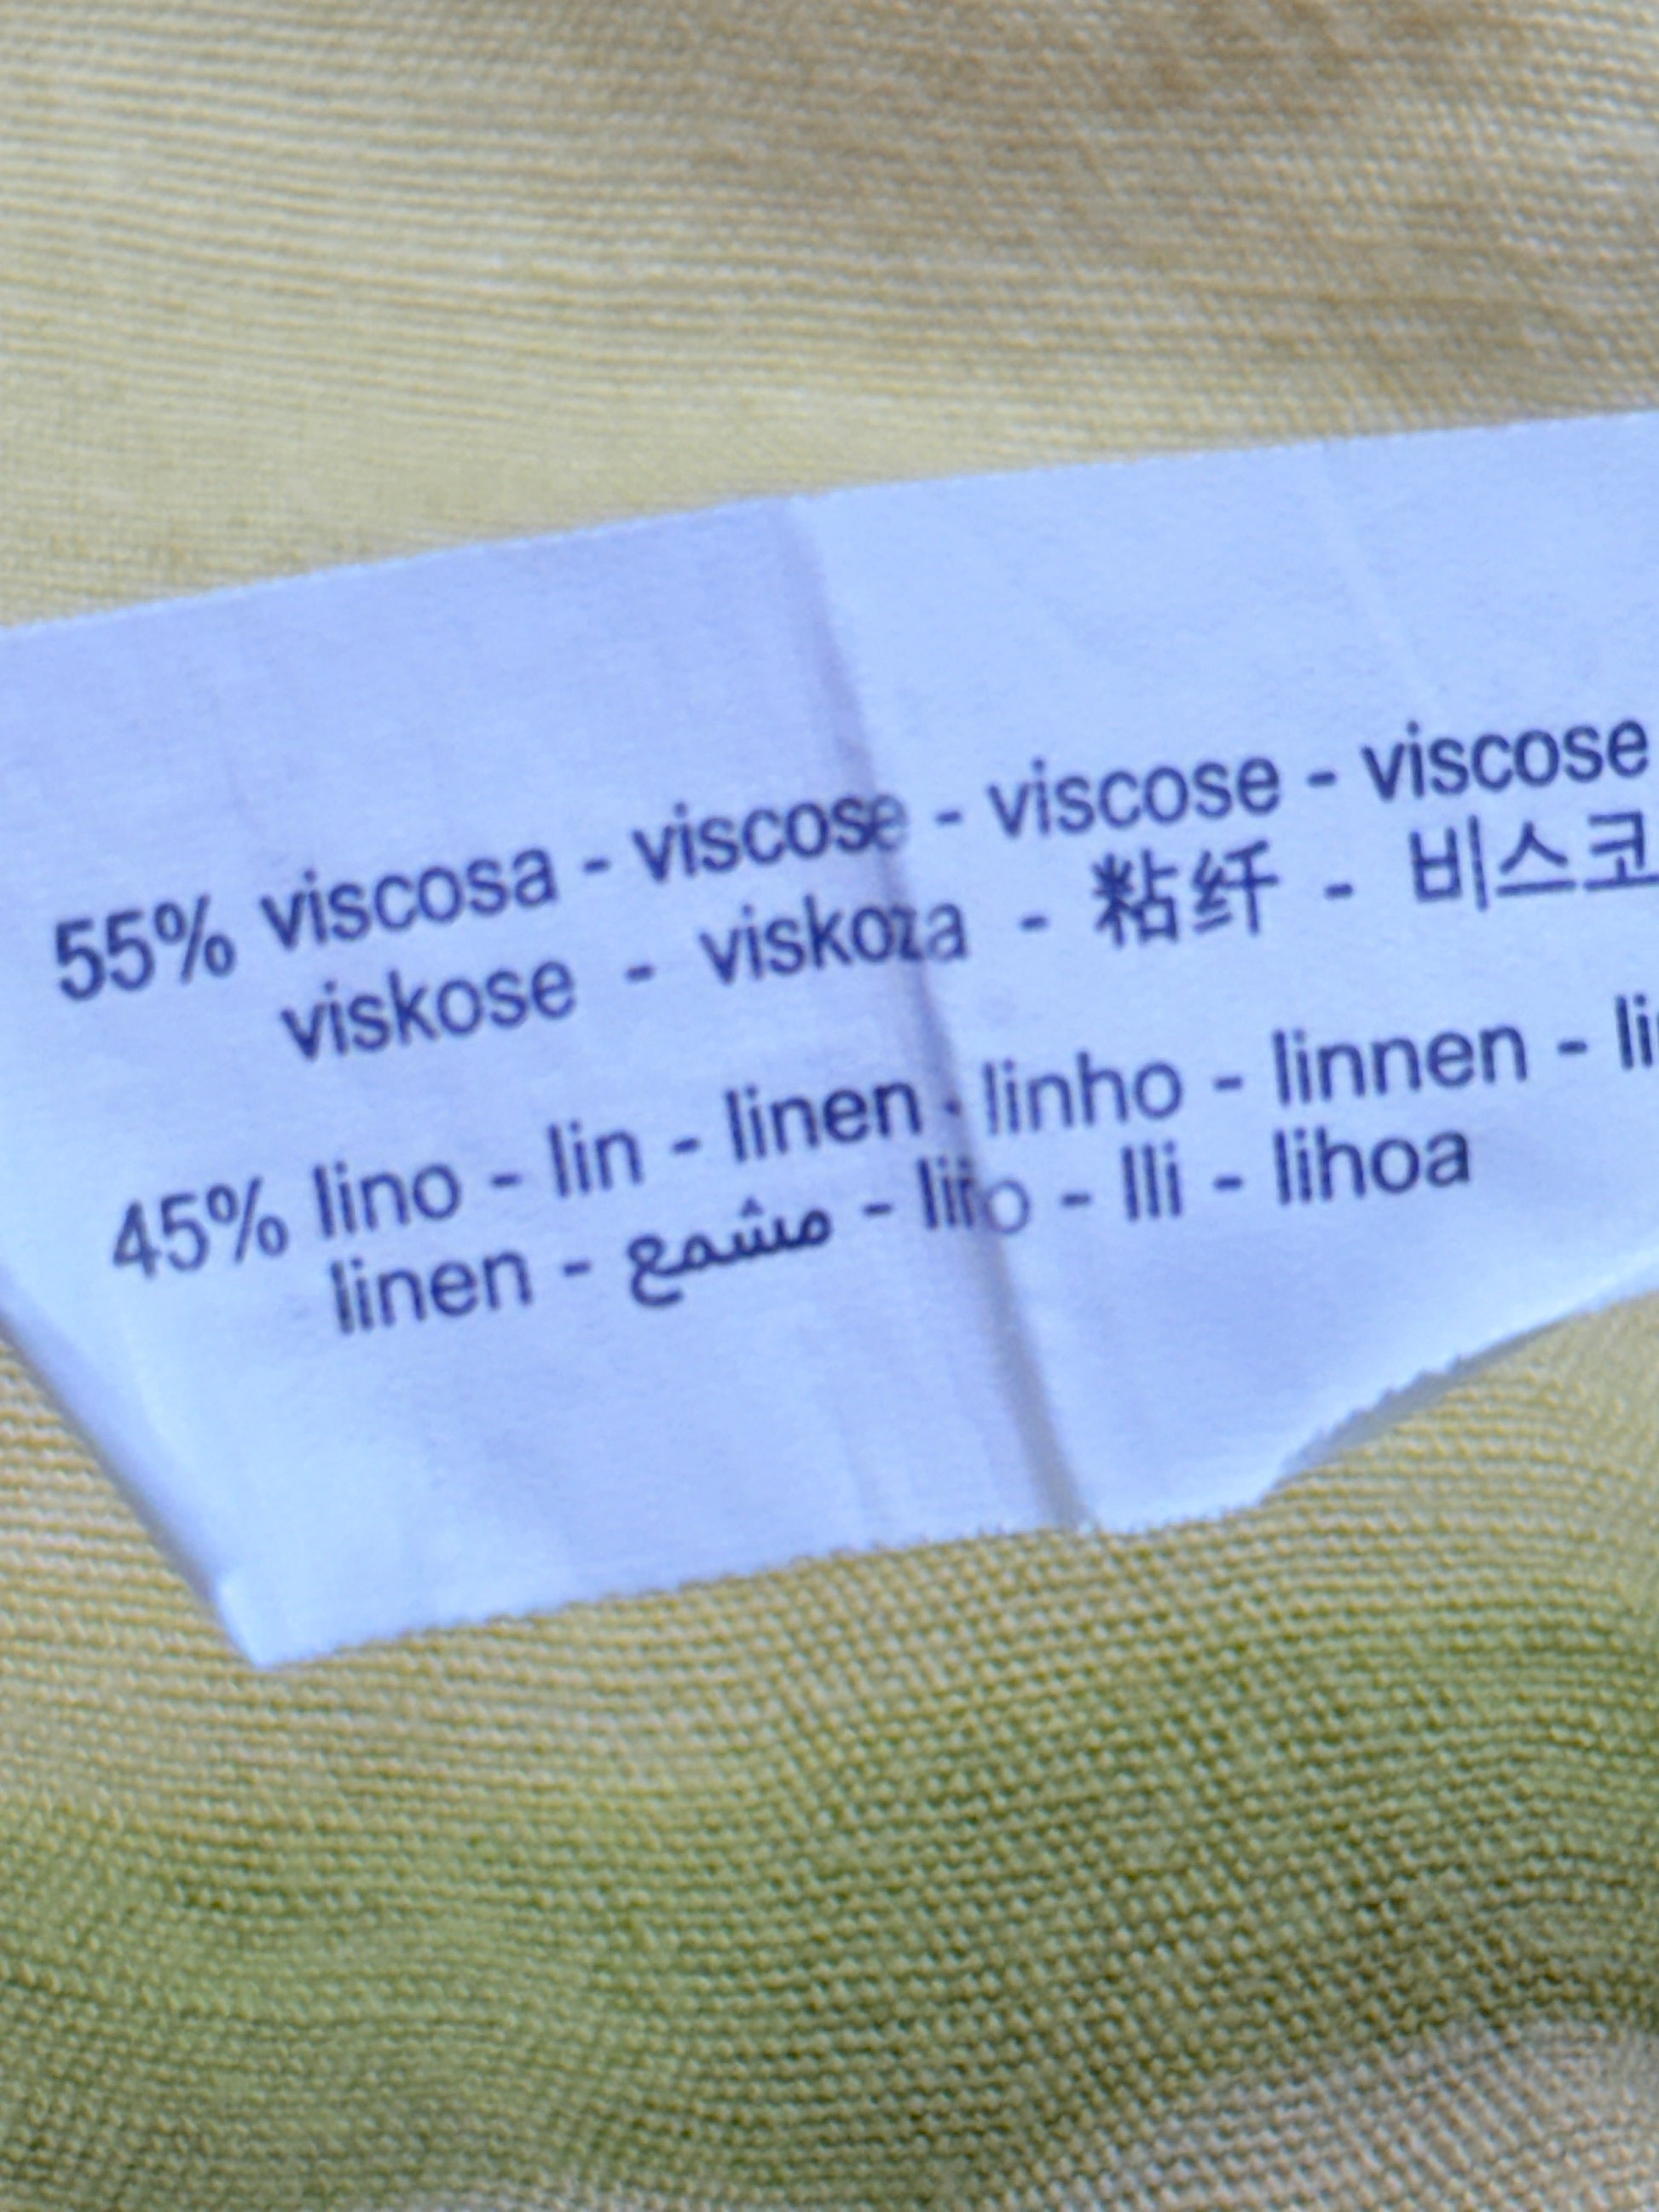 55% viscosa - viscose - viscose - viscose
viskose - viskoza - 粘纤 - 비스코
45% lino - lin - linen - linho - linnen -
linen - مشمع - lino - lli - lihoa